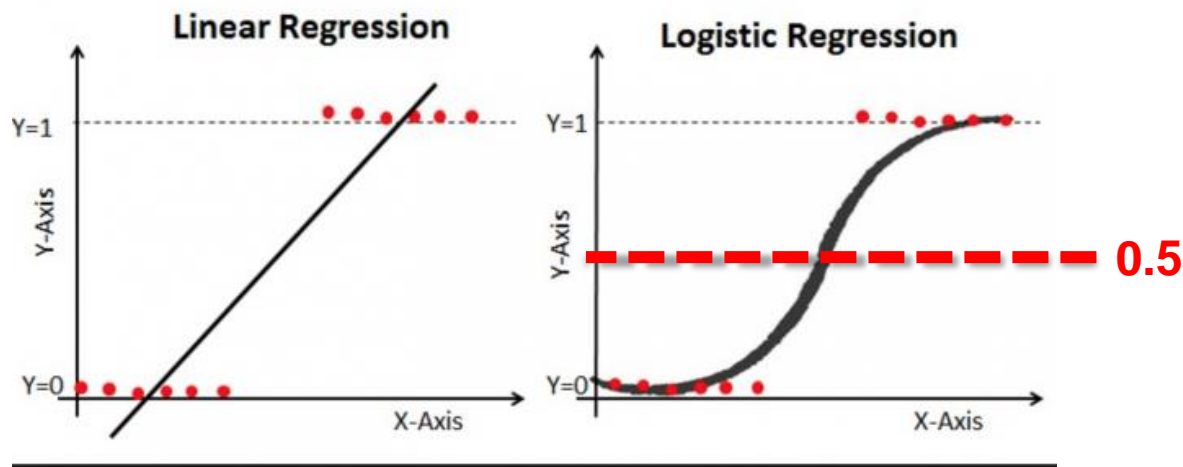 Linear Regression
Y=1
Y-Axis
Y=0
X-Axis
Logistic Regression
Y=1
Y-Axis
0.5
Y=0
X-Axis